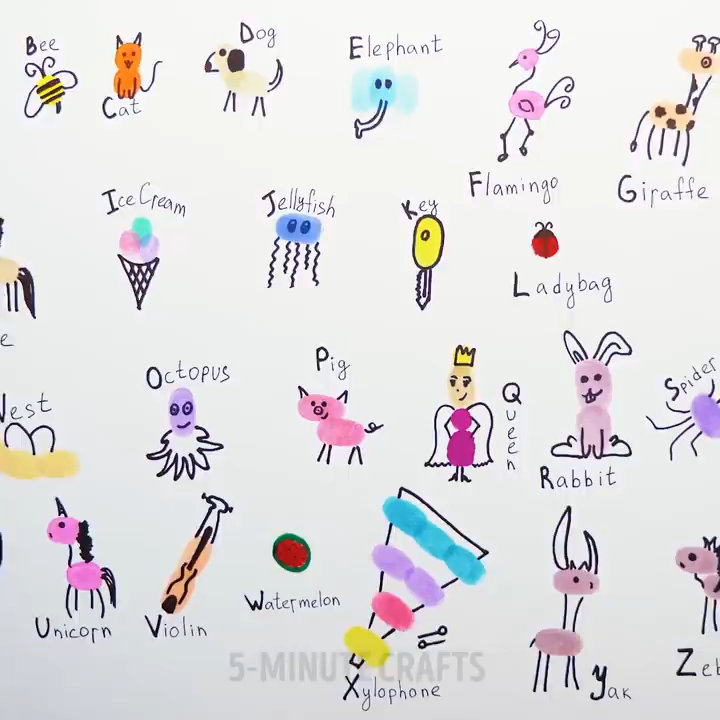 Bee
Cat
Dog
Elephant
Flamingo
Giraffe
Ice Cream
Jellyfish
Key
Ladybag
e
Nest
Octopus
Pig
Queen
Rabbit
Spider
Unicorn
Violin
Watermelon
Xylophone
Yak
Zeb
5-MINUTE CRAFTS